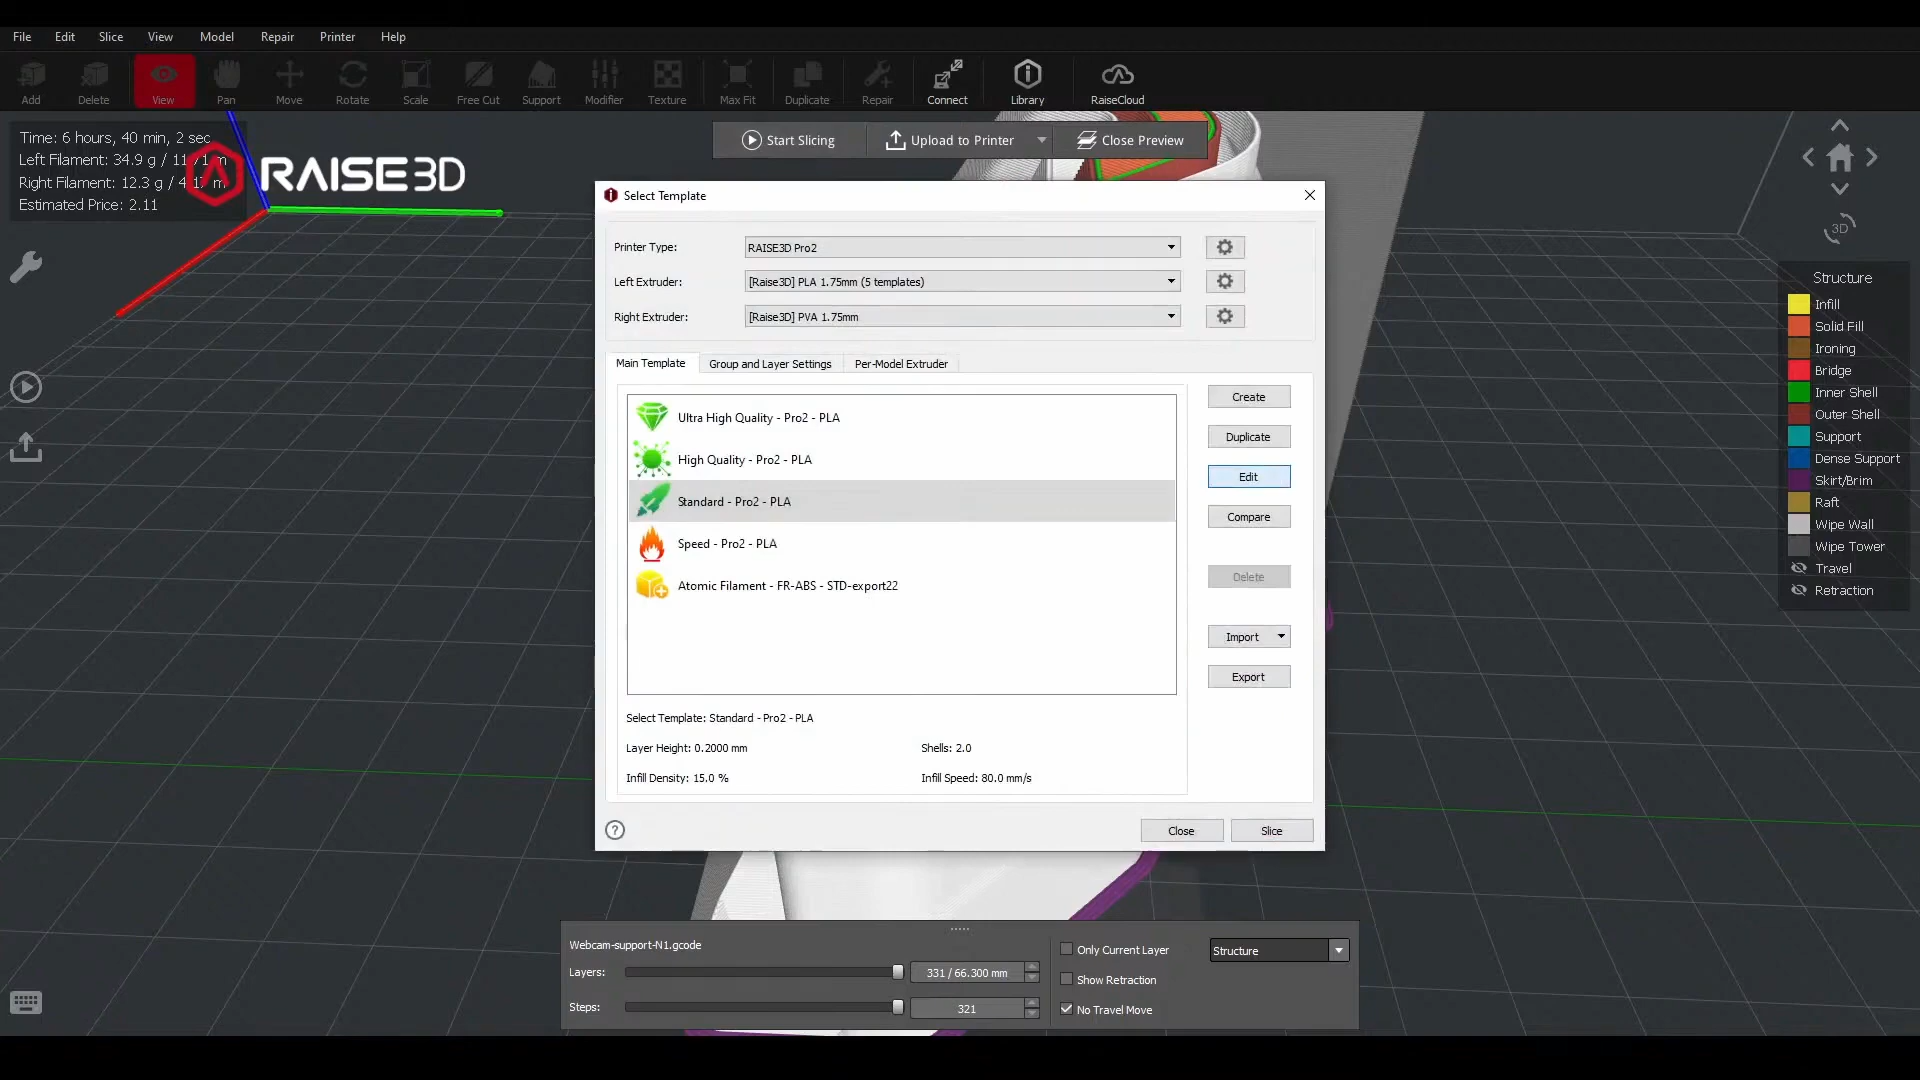 File Edit Slice View Model Repair Printer Help
Add Delete View Pan Move Rotate Scale Free Cut Support Modifier Texture Max Fit Duplicate Repair Connect Library RaiseCloud
Time: 6 hours, 40 min, 2 sec
Left Filament: 34.9 g / 11.71 m
Right Filament: 12.3 g / 4.1 m
Estimated Price: 2.11
RAISE3D
Start Slicing Upload to Printer Close Preview
3D
Select Template
Printer Type: RAISE3D Pro2
Left Extruder: [Raise3D] PLA 1.75mm (5 templates)
Right Extruder: [Raise3D] PVA 1.75mm
Main Template Group and Layer Settings Per-Model Extruder
Ultra High Quality - Pro2 - PLA
High Quality - Pro2 - PLA
Standard - Pro2 - PLA
Speed - Pro2 - PLA
Atomic Filament - FR-ABS - STD-export22
Create
Duplicate
Edit
Compare
Delete
Import
Export
Select Template: Standard - Pro2 - PLA
Layer Height: 0.2000 mm Shells: 2.0
Infill Density: 15.0 % Infill Speed: 80.0 mm/s
? Close Slice
Structure
Infill
Solid Fill
Ironing
Bridge
Inner Shell
Outer Shell
Support
Dense Support
Skirt/Brim
Raft
Wipe Wall
Wipe Tower
Travel
Retraction
Webcam-support-N1.gcode
Layers: 331 / 66.300 mm
Steps: 321
Only Current Layer Structure
Show Retraction
No Travel Move